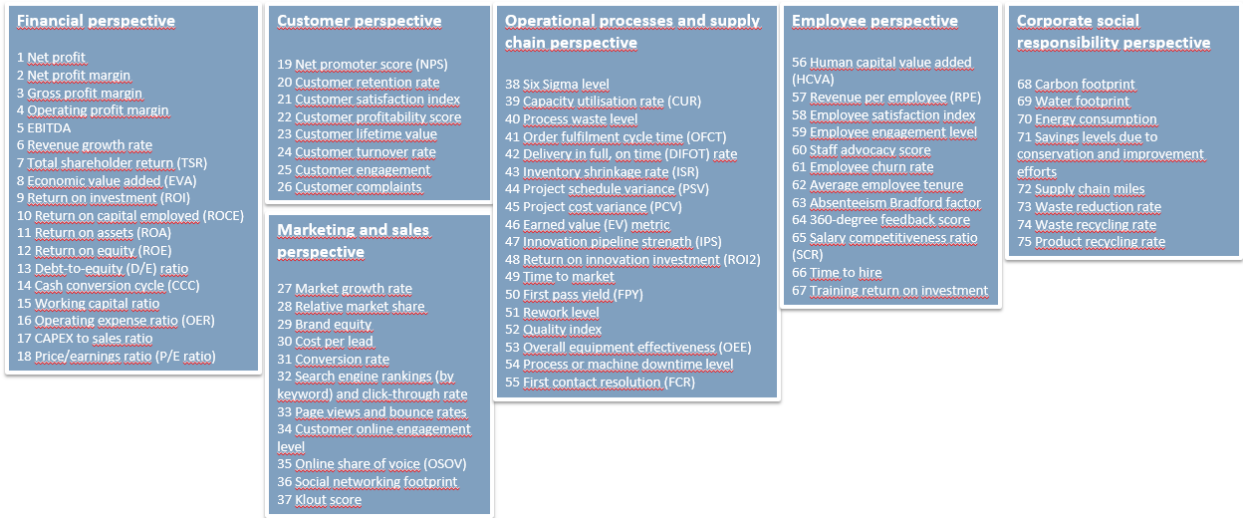 Financial perspective
1 Net profit
2 Net profit margin
3 Gross profit margin
4 Operating profit margin
5 EBITDA
6 Revenue growth rate
7 Total shareholder return (TSR)
8 Economic value added (EVA)
9 Return on investment (ROI)
10 Return on capital employed (ROCE)
11 Return on assets (ROA)
12 Return on equity (ROE)
13 Debt-to-equity (D/E) ratio
14 Cash conversion cycle (CCC)
15 Working capital ratio
16 Operating expense ratio (OER)
17 CAPEX to sales ratio
18 Price/earnings ratio (P/E ratio)
Customer perspective
19 Net promoter score (NPS)
20 Customer retention rate
21 Customer satisfaction index
22 Customer profitability score
23 Customer lifetime value
24 Customer turnover rate
25 Customer engagement
26 Customer complaints
Marketing and sales
perspective
27 Market growth rate
28 Relative market share
29 Brand equity
30 Cost per lead
31 Conversion rate
32 Search engine rankings (by
keyword) and click-through rate
33 Page views and bounce rates
34 Customer online engagement
level
35 Online share of voice (OSOV)
36 Social networking footprint
37 Klout score
Operational processes and supply
chain perspective
38 Six Sigma level
39 Capacity utilisation rate (CUR)
40 Process waste level
41 Order fulfilment cycle time (OFCT)
42 Delivery in full, on time (DIFOT) rate
43 Inventory shrinkage rate (ISR)
44 Project schedule variance (PSV)
45 Project cost variance (PCV)
46 Earned value (EV) metric
47 Innovation pipeline strength (IPS)
48 Return on innovation investment (ROI2)
49 Time to market
50 First pass yield (FPY)
51 Rework level
52 Quality index
53 Overall equipment effectiveness (OEE)
54 Process or machine downtime level
55 First contact resolution (FCR)
Employee perspective
56 Human capital value added
(HCVA)
57 Revenue per employee (RPE)
58 Employee satisfaction index
59 Employee engagement level
60 Staff advocacy score
61 Employee churn rate
62 Average employee tenure
63 Absenteeism Bradford factor
64 360-degree feedback score
65 Salary competitiveness ratio
(SCR)
66 Time to hire
67 Training return on investment
Corporate social
responsibility perspective
68 Carbon footprint
69 Water footprint
70 Energy consumption
71 Savings levels due to
conservation and improvement
efforts
72 Supply chain miles
73 Waste reduction rate
74 Waste recycling rate
75 Product recycling rate